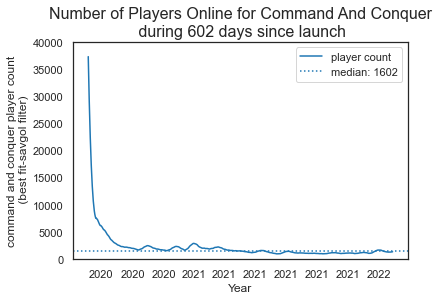 Number of Players Online for Command And Conquer
during 602 days since launch
40000
35000
30000
25000
20000
15000
10000
5000
0
command and conquer player count
(best fit-savgol filter)
player count
median: 1602
2020 2020 2020 2021 2021 2021 2021 2021 2021 2022
Year